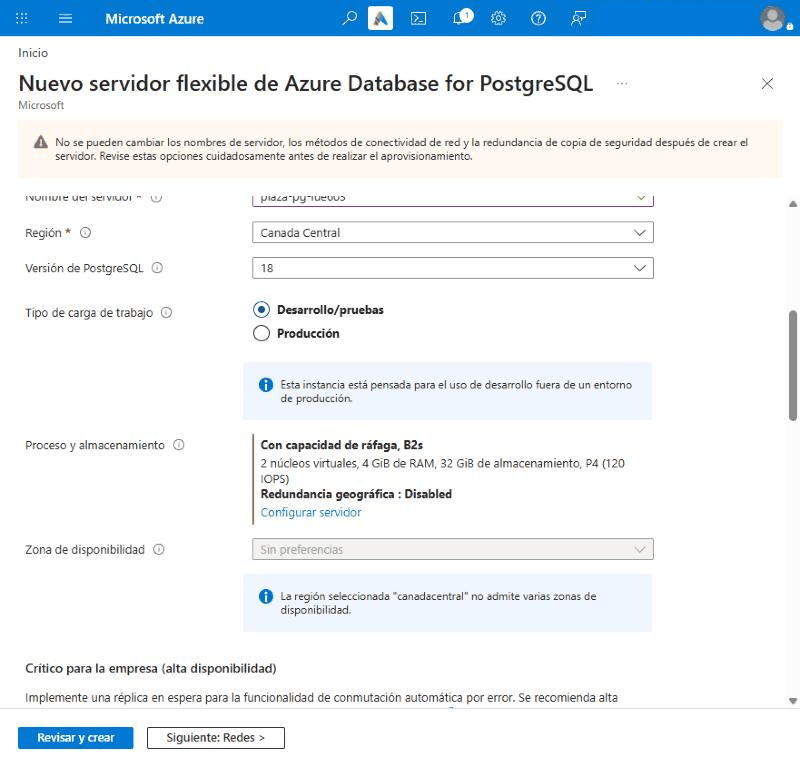 Microsoft Azure
1
Inicio
Nuevo servidor flexible de Azure Database for PostgreSQL
...
Microsoft
No se pueden cambiar los nombres de servidor, los métodos de conectividad de red y la redundancia de copia de seguridad después de crear el
servidor. Revise estas opciones cuidadosamente antes de realizar el aprovisionamiento.
Nombre del servidor *
Región *
Canada Central
Versión de PostgreSQL
18
Tipo de carga de trabajo
Desarrollo/pruebas
Producción
Esta instancia está pensada para el uso de desarrollo fuera de un entorno
de producción.
Proceso y almacenamiento
Con capacidad de ráfaga, B2s
2 núcleos virtuales, 4 GiB de RAM, 32 GiB de almacenamiento, P4 (120
IOPS)
Redundancia geográfica : Disabled
Configurar servidor
Zona de disponibilidad
Sin preferencias
La región seleccionada "canadacentral" no admite varias zonas de
disponibilidad.
Crítico para la empresa (alta disponibilidad)
Implemente una réplica en espera para la funcionalidad de conmutación automática por error. Se recomienda alta
Revisar y crear
Siguiente: Redes >